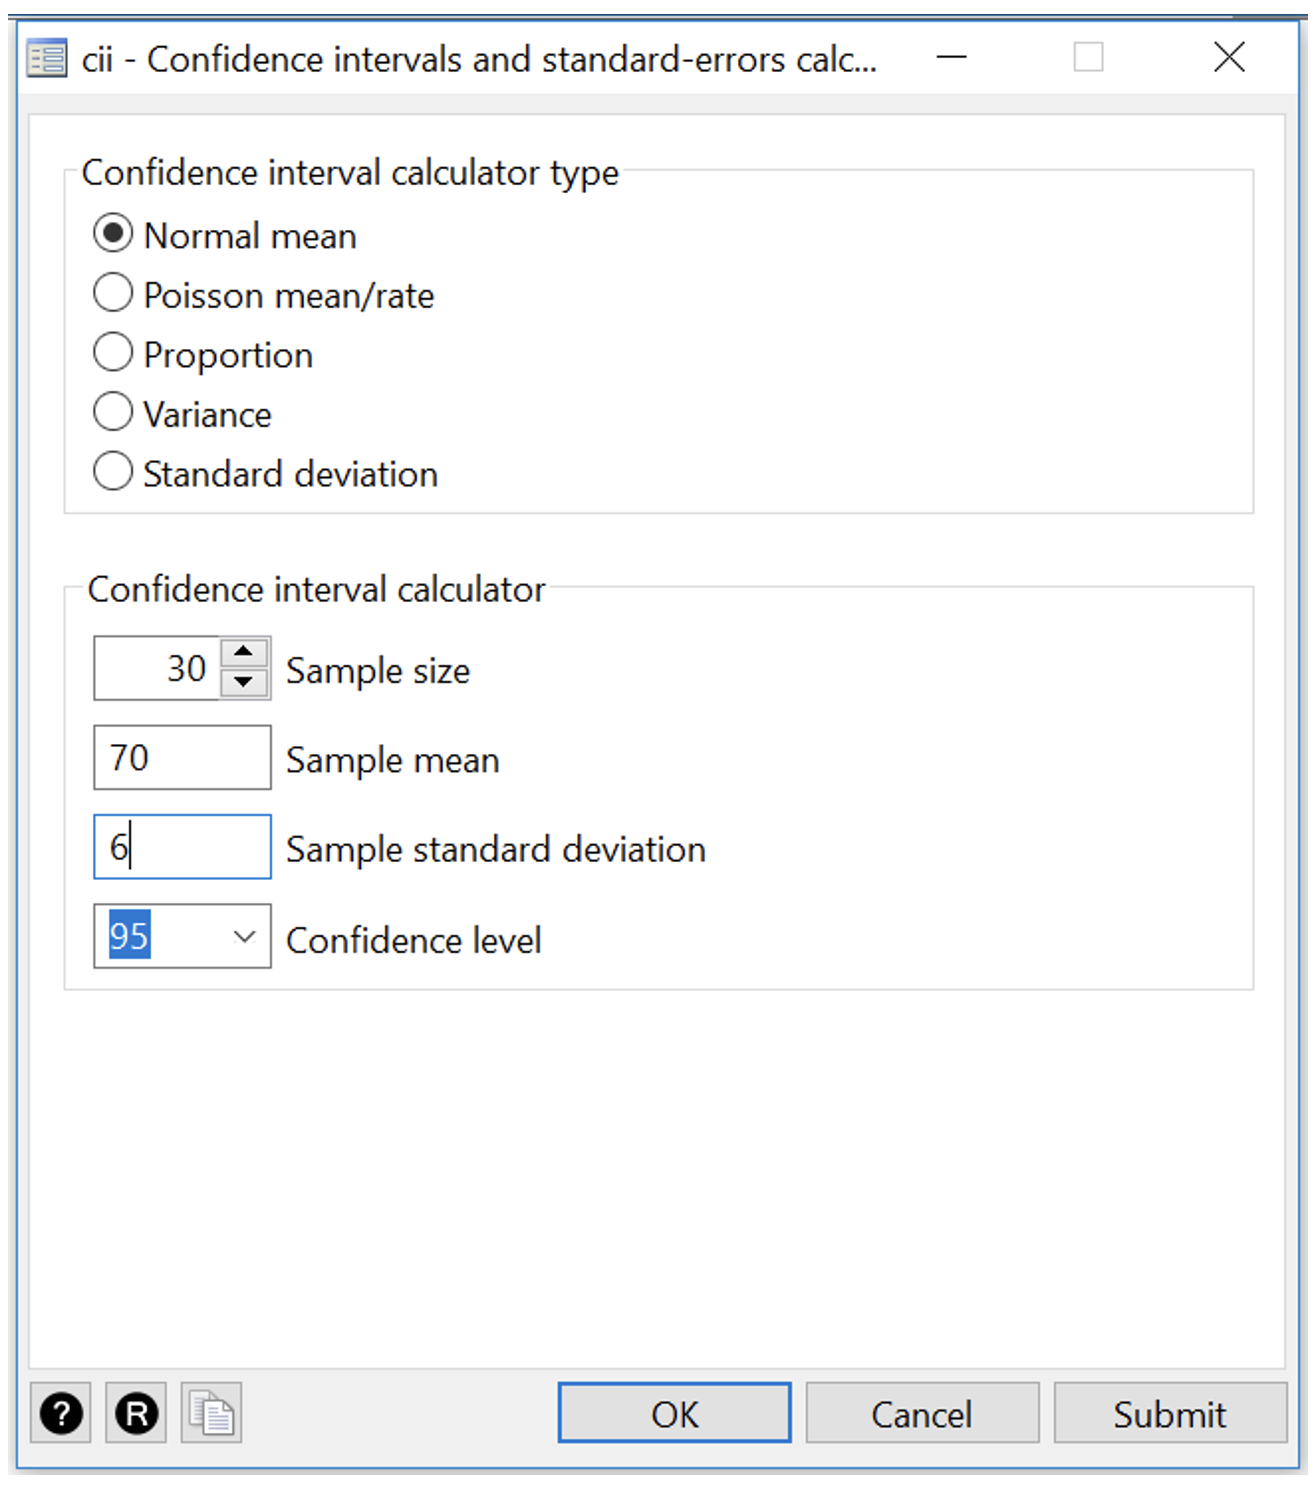 cii - Confidence intervals and standard-errors calc...
Confidence interval calculator type
Normal mean
Poisson mean/rate
Proportion
Variance
Standard deviation
Confidence interval calculator
30 Sample size
70 Sample mean
6 Sample standard deviation
95 Confidence level
? R OK Cancel Submit